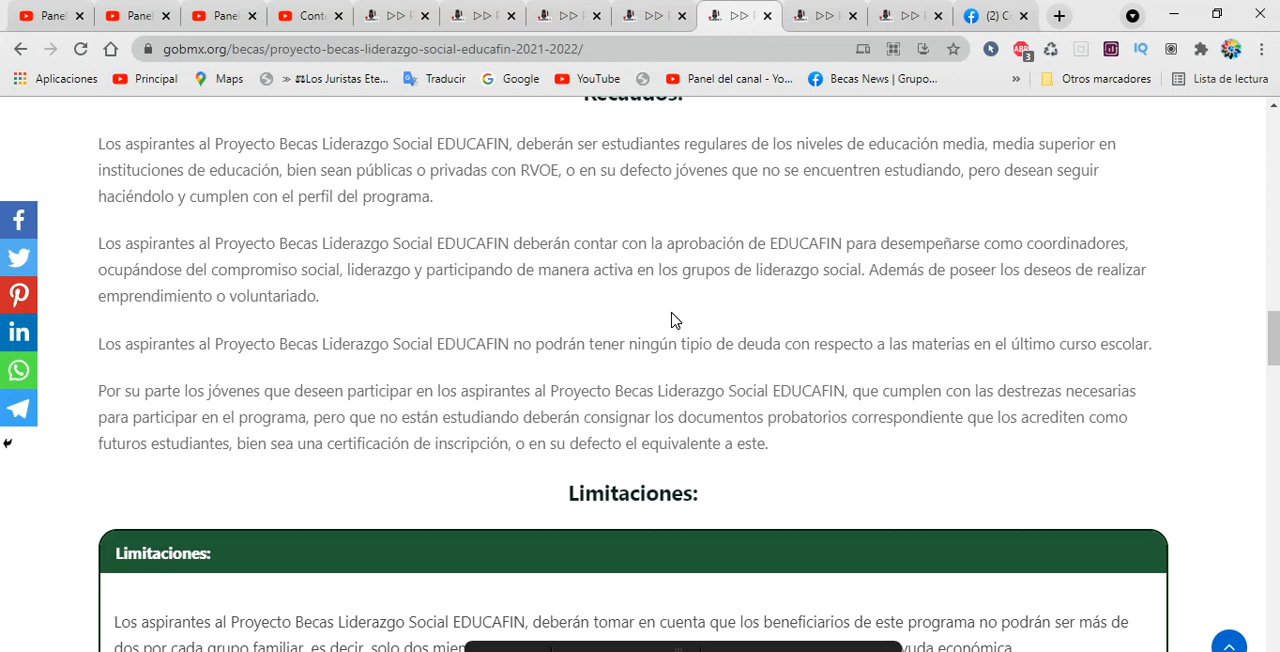 Panel
Panel
Panel
Cont
▷▷ F
▷▷ F
▷▷ F
▷▷ F
▷▷ F
▷▷ F
▷▷ F
(2) C
gobmx.org/becas/proyecto-becas-liderazgo-social-educafin-2021-2022/
ABP
3
IQ
Aplicaciones
Principal
Maps
» ⚖Los Juristas Ete...
Traducir
Google
YouTube
Panel del canal - Yo...
Becas News | Grupo...
»
Otros marcadores
Lista de lectura
Recaudos:
Los aspirantes al Proyecto Becas Liderazgo Social EDUCAFIN, deberán ser estudiantes regulares de los niveles de educación media, media superior en
instituciones de educación, bien sean públicas o privadas con RVOE, o en su defecto jóvenes que no se encuentren estudiando, pero desean seguir
haciéndolo y cumplen con el perfil del programa.
Los aspirantes al Proyecto Becas Liderazgo Social EDUCAFIN deberán contar con la aprobación de EDUCAFIN para desempeñarse como coordinadores,
ocupándose del compromiso social, liderazgo y participando de manera activa en los grupos de liderazgo social. Además de poseer los deseos de realizar
emprendimiento o voluntariado.
Los aspirantes al Proyecto Becas Liderazgo Social EDUCAFIN no podrán tener ningún tipio de deuda con respecto a las materias en el último curso escolar.
Por su parte los jóvenes que deseen participar en los aspirantes al Proyecto Becas Liderazgo Social EDUCAFIN, que cumplen con las destrezas necesarias
para participar en el programa, pero que no están estudiando deberán consignar los documentos probatorios correspondiente que los acrediten como
futuros estudiantes, bien sea una certificación de inscripción, o en su defecto el equivalente a este.
Limitaciones:
Limitaciones:
Los aspirantes al Proyecto Becas Liderazgo Social EDUCAFIN, deberán tomar en cuenta que los beneficiarios de este programa no podrán ser más de
dos por cada grupo familiar, es decir, solo dos miem yuda económica.